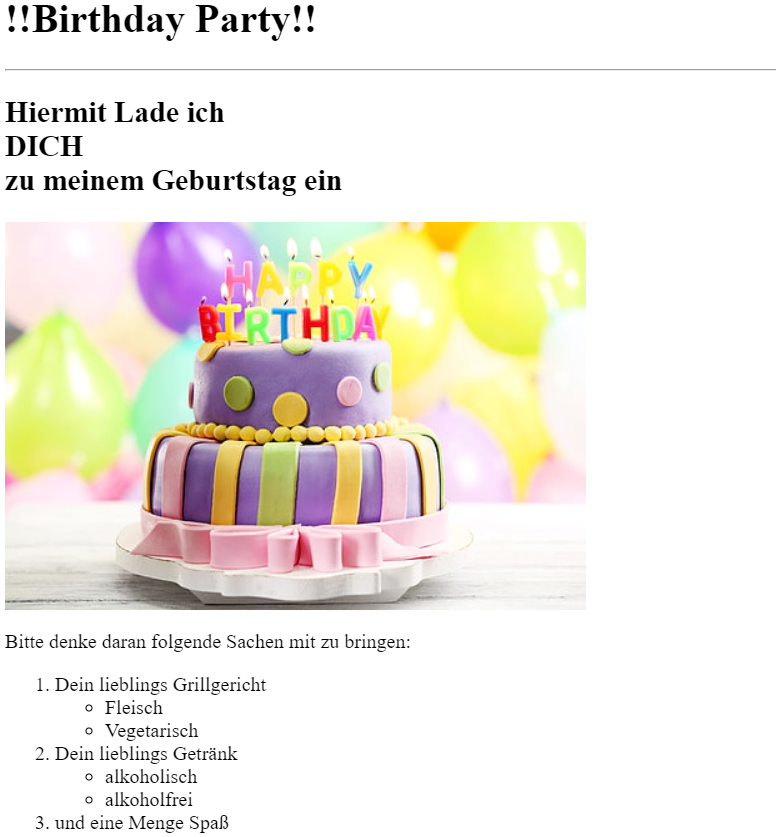 !!Birthday Party!!
Hiermit Lade ich
DICH
zu meinem Geburtstag ein
HAPPY
BIRTHDAY
Bitte denke daran folgende Sachen mit zu bringen:
1. Dein lieblings Grillgericht
Fleisch
Vegetarisch
2. Dein lieblings Getränk
alkoholisch
alkoholfrei
3. und eine Menge Spaß